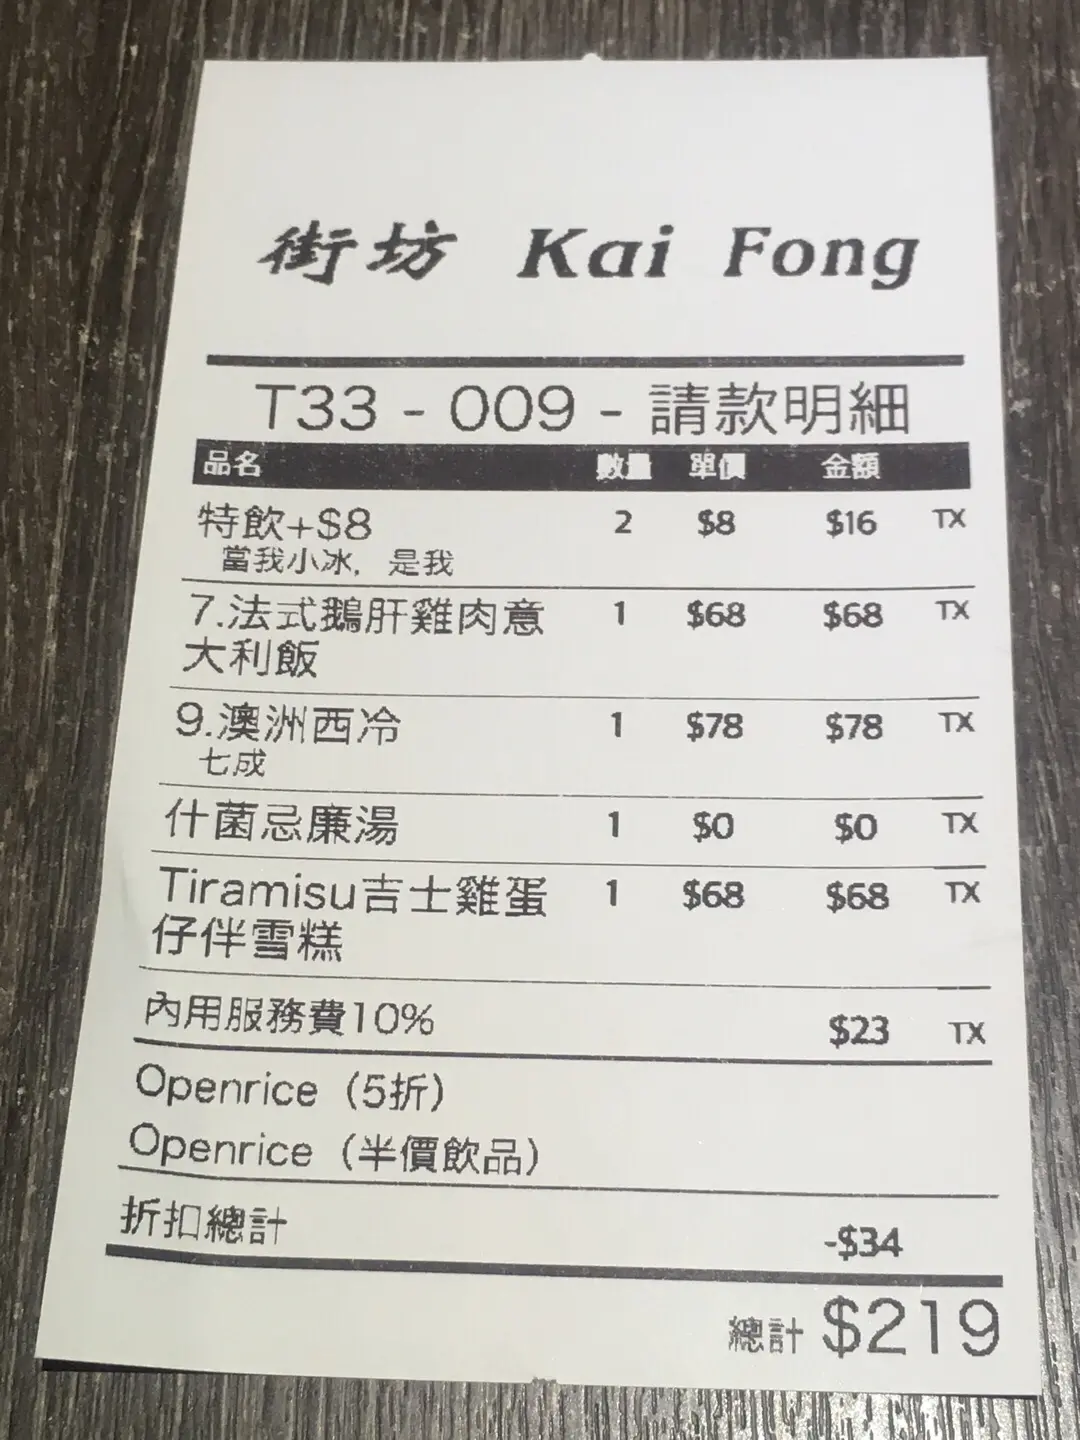 街坊 Kai Fong
T33 - 009 - 請款明細
品名 數量 單價 金額
特飲+$8 2 $8 $16 TX
當我小冰, 是我
7.法式鵝肝雞肉意 1 $68 $68 TX
大利飯
9.澳洲西冷 1 $78 $78 TX
七成
什菌忌廉湯 1 $0 $0 TX
Tiramisu吉士雞蛋 1 $68 $68 TX
仔伴雪糕
內用服務費10% $23 TX
Openrice (5折)
Openrice (半價飲品)
折扣總計 -$34
總計 $219